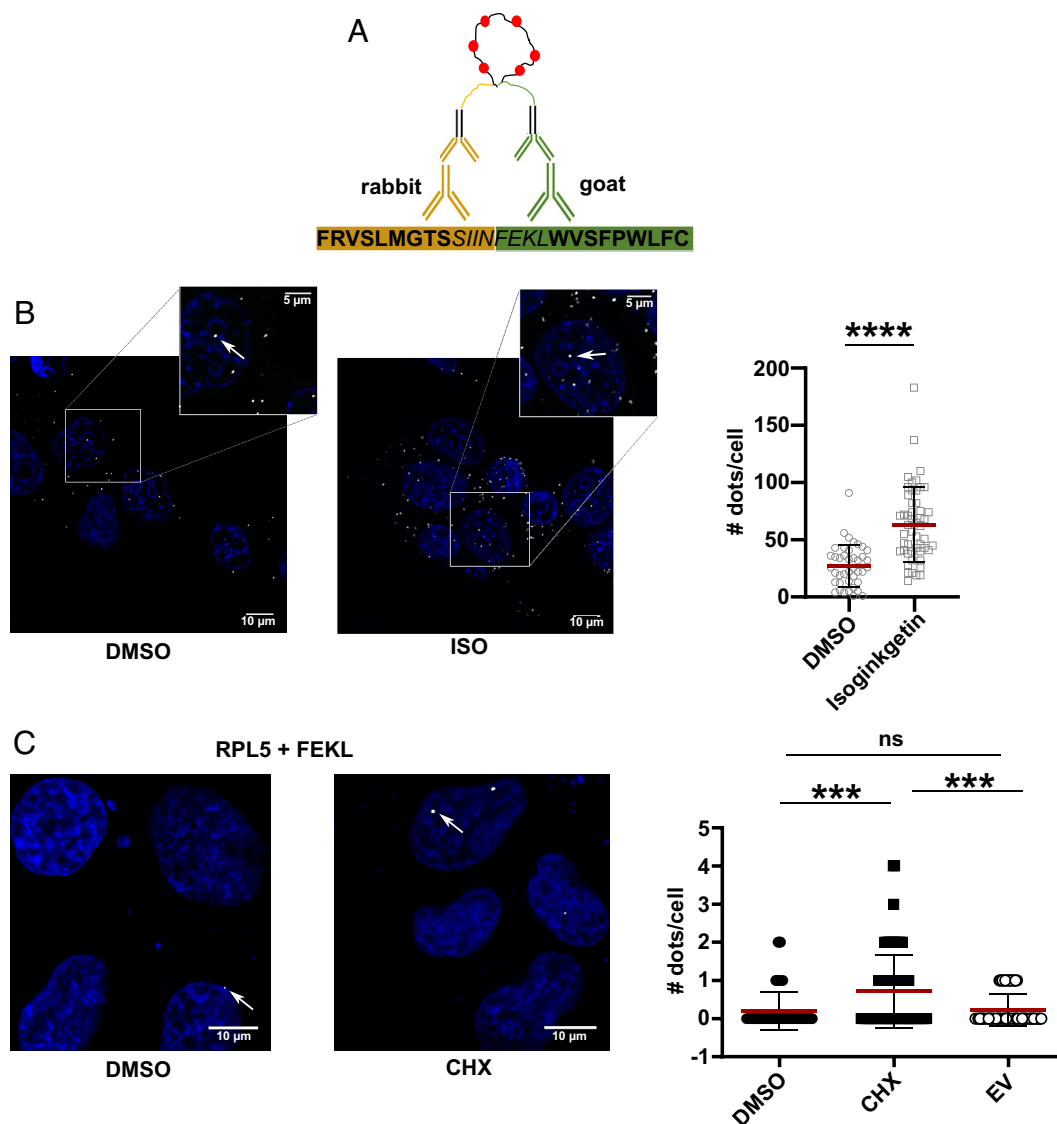 A
rabbit
goat
FRVSLMGTSSIINFEKLWVSFPWLFC
B
5 µm
5 µm
10 µm
10 µm
DMSO
ISO
****
200
150
100
50
0
# dots/cell
DMSO
Isoginkgetin
C
RPL5 + FEKL
10 µm
10 µm
DMSO
CHX
ns
***
***
5
4
3
2
1
0
-1
# dots/cell
DMSO
CHX
EV